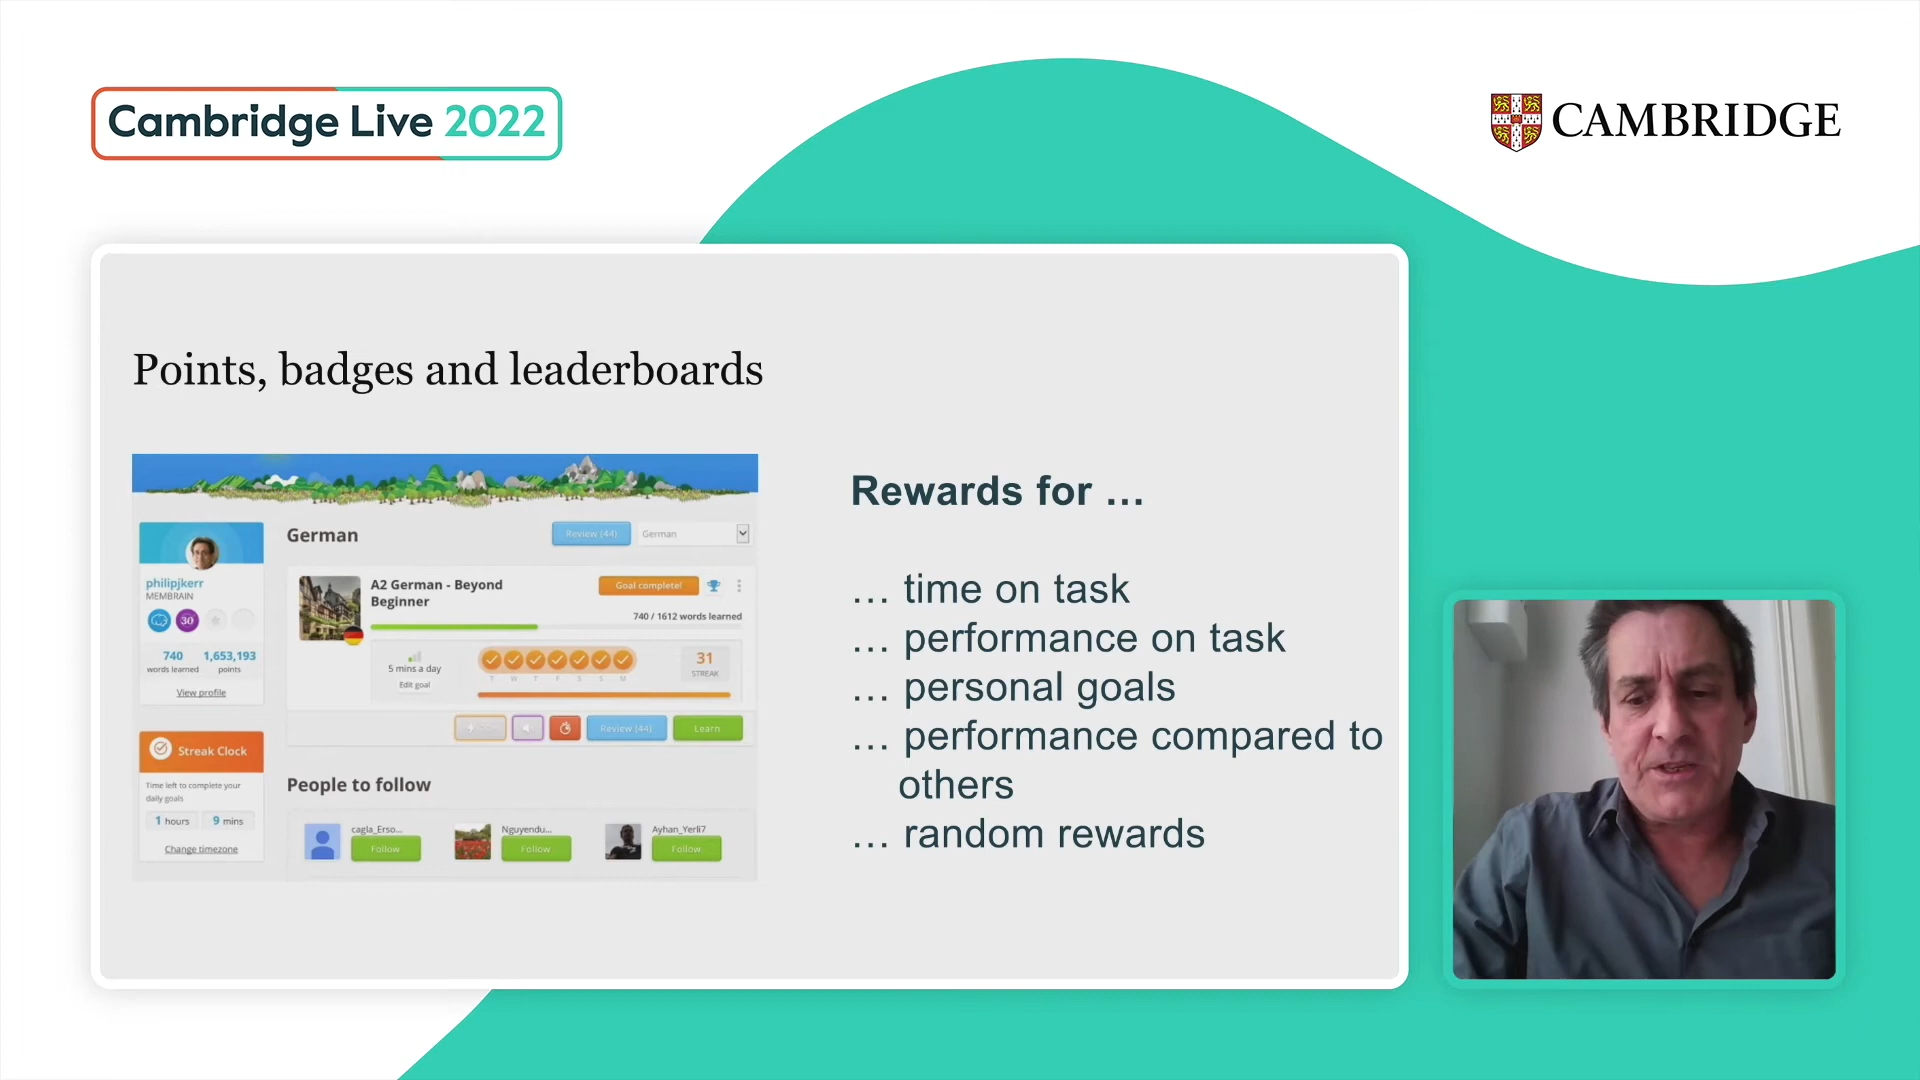 Cambridge Live 2022
CAMBRIDGE
Points, badges and leaderboards
German
Review (44)
German
philipjkerr
MEMBRAIN
30
740
1,653,193
words learned
points
View profile
A2 German - Beyond
Beginner
Goal complete!
740 / 1612 words learned
5 mins a day
Edit goal
T W T F S S M
31
STREAK
Review (44)
Learn
Streak Clock
Time left to complete your
daily goals
1 hours
9 mins
Change timezone
People to follow
cagla_Erso...
Follow
Nguyendu...
Follow
Ayhan_Yerli7
Follow
Rewards for …
… time on task
… performance on task
… personal goals
… performance compared to
others
… random rewards